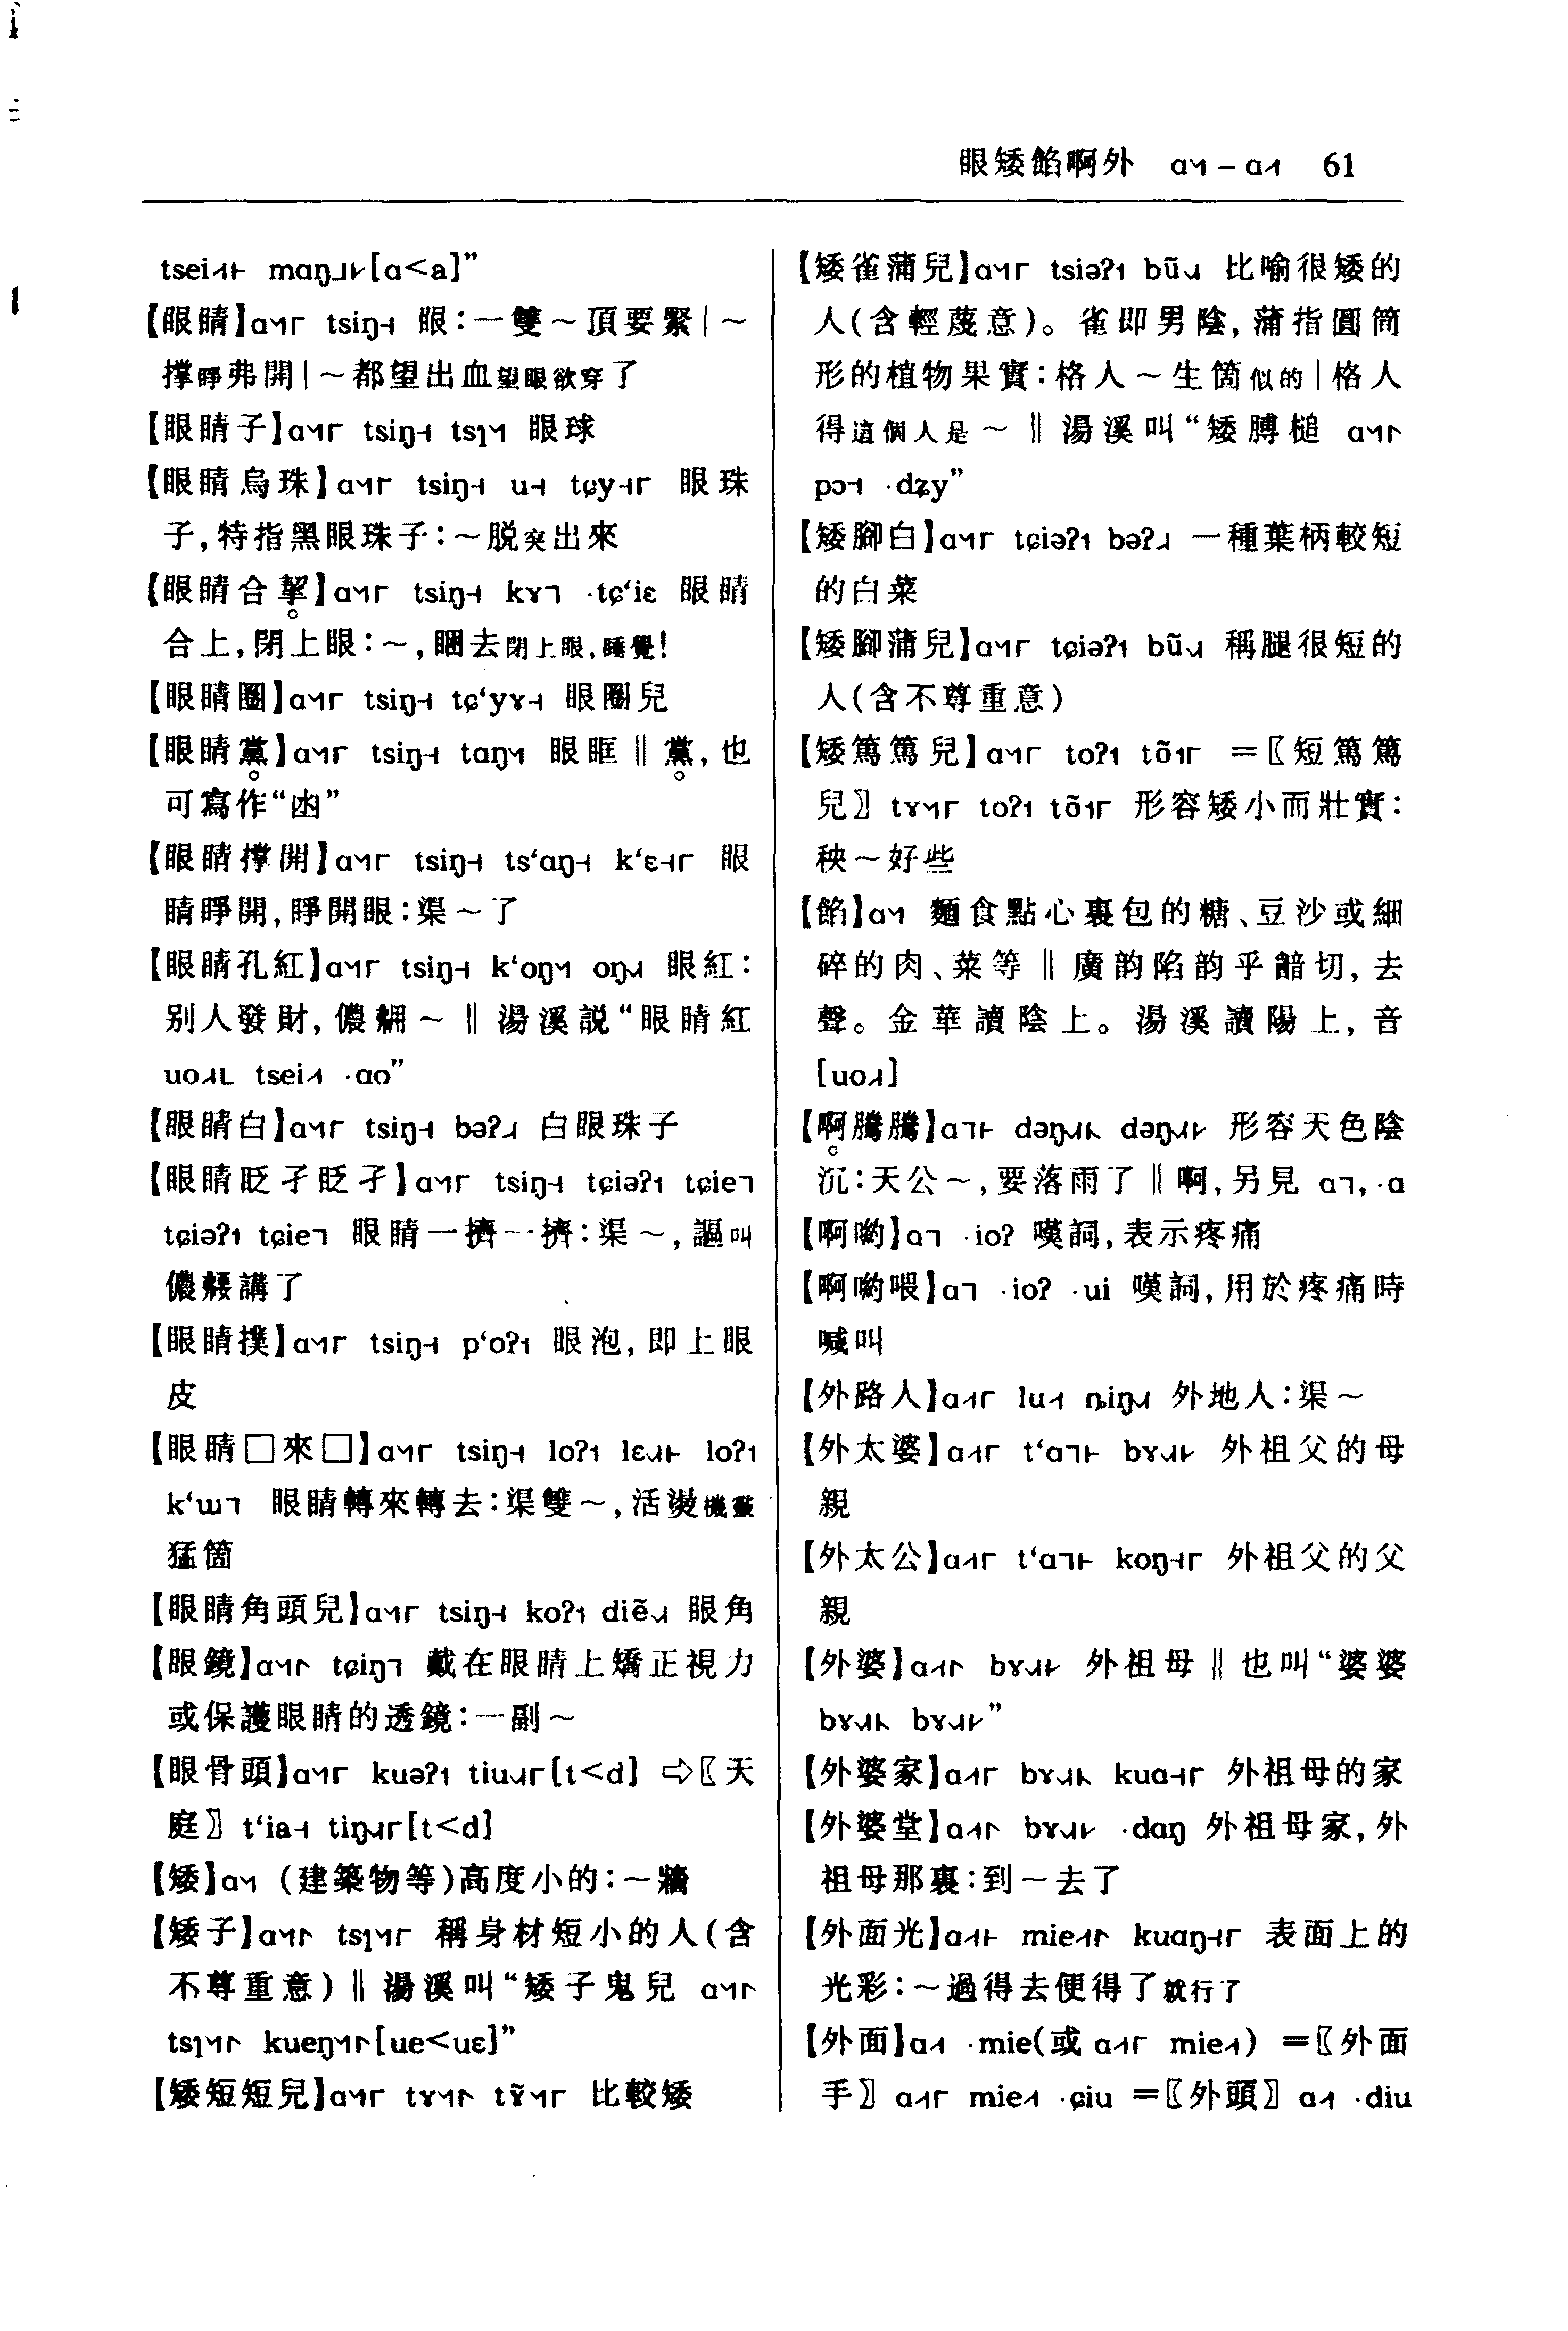 眼矮餡啊外 ɑ˥˧ – ɑ˩˦ 61
tsei mɑŋ[ɑ<a]”
【眼睛】ɑ tsiŋ 眼:一雙～頂要緊|～
撑睜弗開|～都望出血望眼欲穿了
【眼睛子】ɑ tsiŋ tsʅ 眼球
【眼睛烏珠】ɑ tsiŋ u tɕy 眼珠
子,特指黑眼珠子:～脱突出來
【眼睛合挈】ɑ tsiŋ kɤ ·tɕ‘iɛ 眼睛
合上,閉上眼:～,睏去閉上眼,睡覺!
【眼睛圈】ɑ tsiŋ tɕ‘yɤ 眼圈兒
【眼睛黨】ɑ tsiŋ tɑŋ 眼眶‖黨,也
可寫作“凼”
【眼睛撑開】ɑ tsiŋ ts‘ɑŋ k‘ɛ 眼
睛睜開,睜開眼:渠～了
【眼睛孔紅】ɑ tsiŋ k‘oŋ oŋ 眼紅:
别人發財,儂～‖湯溪説“眼睛紅
uo tsei ·ɑo”
【眼睛白】ɑ tsiŋ bəʔ 白眼珠子
【眼睛眨孑眨孑】ɑ tsiŋ tɕiəʔ tɕie
tɕiəʔ tɕie 眼睛一擠一擠:渠～,謳叫
儂講了
【眼睛撲】ɑ tsiŋ p‘oʔ 眼泡,即上眼
皮
【眼睛□來□】ɑ tsiŋ loʔ lɛ loʔ
k‘ɯ 眼睛轉來轉去:渠雙～,活燙機靈
猛箇
【眼睛角頭兒】ɑ tsiŋ koʔ diẽ 眼角
【眼鏡】ɑ tɕiŋ 戴在眼睛上矯正視力
或保護眼睛的透鏡:一副～
【眼骨頭】ɑ kuəʔ tiu[t<d] ⇨〖天
庭〗t‘ia tiŋ[t<d]
【矮】ɑ (建築物等)高度小的:～牆
【矮子】ɑ tsʅ 稱身材短小的人(含
不尊重意)‖湯溪叫“矮子鬼兒 ɑ
tsʅ kueŋ[ue<uɛ]”
【矮短短兒】ɑ tɤ tɤ̃ 比較矮
【矮雀蒲兒】ɑ tsiəʔ bũ 比喻很矮的
人(含輕蔑意)。雀即男陰,蒲指圓筒
形的植物果實:格人～生箇似的|格人
得這個人是～‖湯溪叫“矮膊槌 ɑ
pɔ ·dʑy”
【矮腳白】ɑ tɕiəʔ bəʔ 一種葉柄較短
的白菜
【矮腳蒲兒】ɑ tɕiəʔ bũ 稱腿很短的
人(含不尊重意)
【矮篤篤兒】ɑ toʔ tõ =〖短篤篤
兒〗tɤ toʔ tõ 形容矮小而壯實:
秧～好些
【餡】ɑ 麵食點心裏包的糖、豆沙或細
碎的肉、菜等‖廣韵陷韵乎韽切,去
聲。金華讀陰上。湯溪讀陽上,音
[uo]
【啊騰騰】ɑ dəŋ dəŋ 形容天色陰
沉:天公～,要落雨了‖啊,另見 ɑ,·ɑ
【啊喲】ɑ ·ioʔ 嘆詞,表示疼痛
【啊喲喂】ɑ ·ioʔ ·ui 嘆詞,用於疼痛時
喊叫
【外路人】ɑ lu ȵiŋ 外地人:渠～
【外太婆】ɑ t‘ɑ bɤ 外祖父的母
親
【外太公】ɑ t‘ɑ koŋ 外祖父的父
親
【外婆】ɑ bɤ 外祖母‖也叫“婆婆
bɤ bɤ”
【外婆家】ɑ bɤ kuɑ 外祖母的家
【外婆堂】ɑ bɤ ·dɑŋ 外祖母家,外
祖母那裏:到～去了
【外面光】ɑ mie kuɑŋ 表面上的
光彩:～過得去便得了就行了
【外面】ɑ ·mie(或 ɑ mie) =〖外面
手〗ɑ mie ·ɕiu =〖外頭〗ɑ ·diu